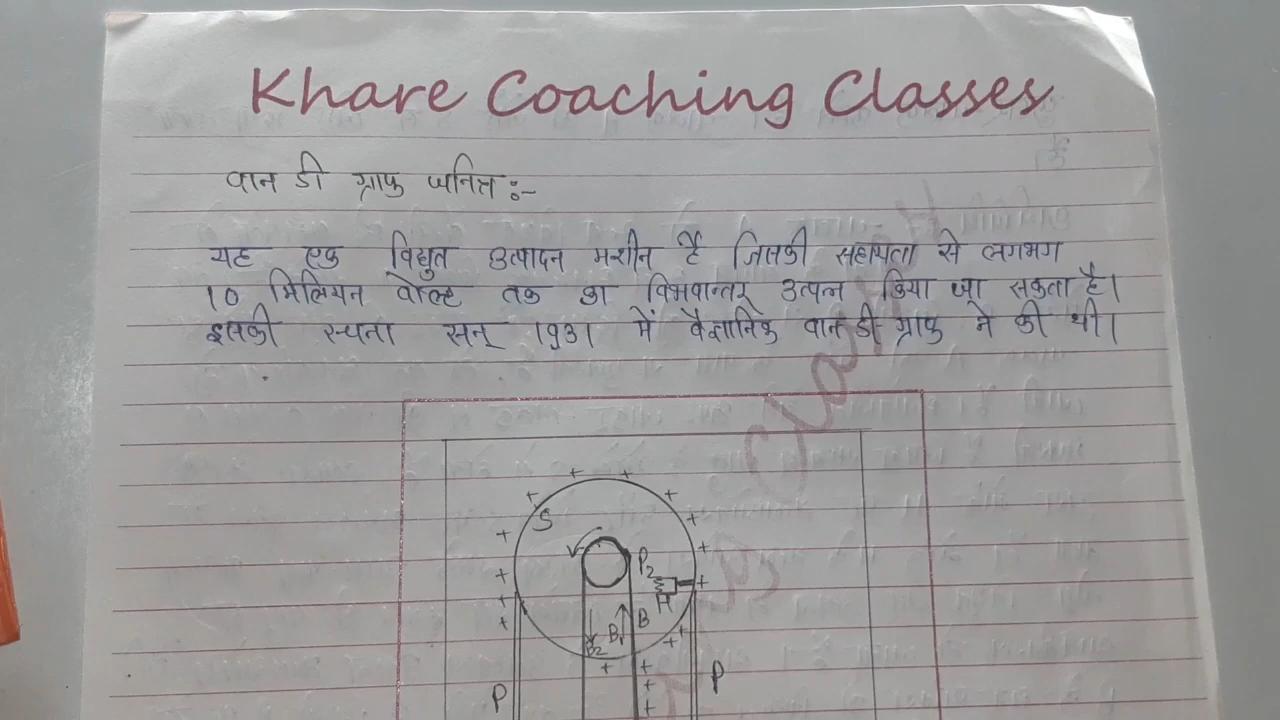 Khare Coaching Classes
वान डी ग्राफ जनित्र :-
यह एक विद्युत उत्पादन मशीन है जिसकी सहायता से लगभग
10 मिलियन वोल्ट तक का विभवान्तर उत्पन्न किया जा सकता है।
इसकी रचना सन् 1931 में वैज्ञानिक वान डी ग्राफ ने की थी।
S
P2
H
B
B1
B2
P
P